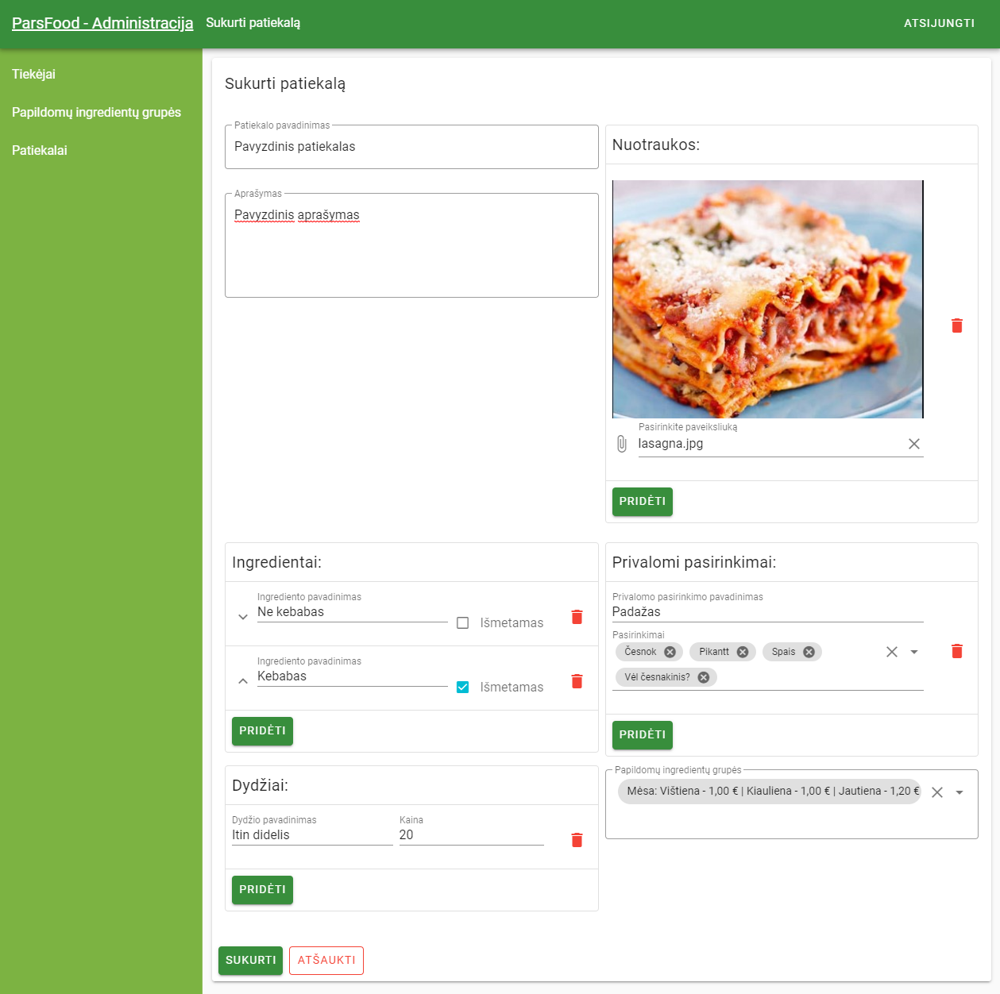 ParsFood - Administracija
Sukurti patiekalą
ATSIJUNGTI
Tiekėjai
Papildomų ingredientų grupės
Patiekalai
Sukurti patiekalą
Patiekalo pavadinimas
Pavyzdinis patiekalas
Aprašymas
Pavyzdinis aprašymas
Nuotraukos:
Pasirinkite paveiksliuką
lasagna.jpg
PRIDĖTI
Ingredientai:
Ingrediento pavadinimas
Ne kebabas
Išmetamas
Ingrediento pavadinimas
Kebabas
Išmetamas
PRIDĖTI
Privalomi pasirinkimai:
Privalomo pasirinkimo pavadinimas
Padažas
Pasirinkimai
Česnok Pikantt Spais
Vėl česnakinis?
PRIDĖTI
Dydžiai:
Dydžio pavadinimas Kaina
Itin didelis 20
PRIDĖTI
Papildomų ingredientų grupės
Mėsa: Vištiena - 1,00 € | Kiauliena - 1,00 € | Jautiena - 1,20 €
SUKURTI ATŠAUKTI